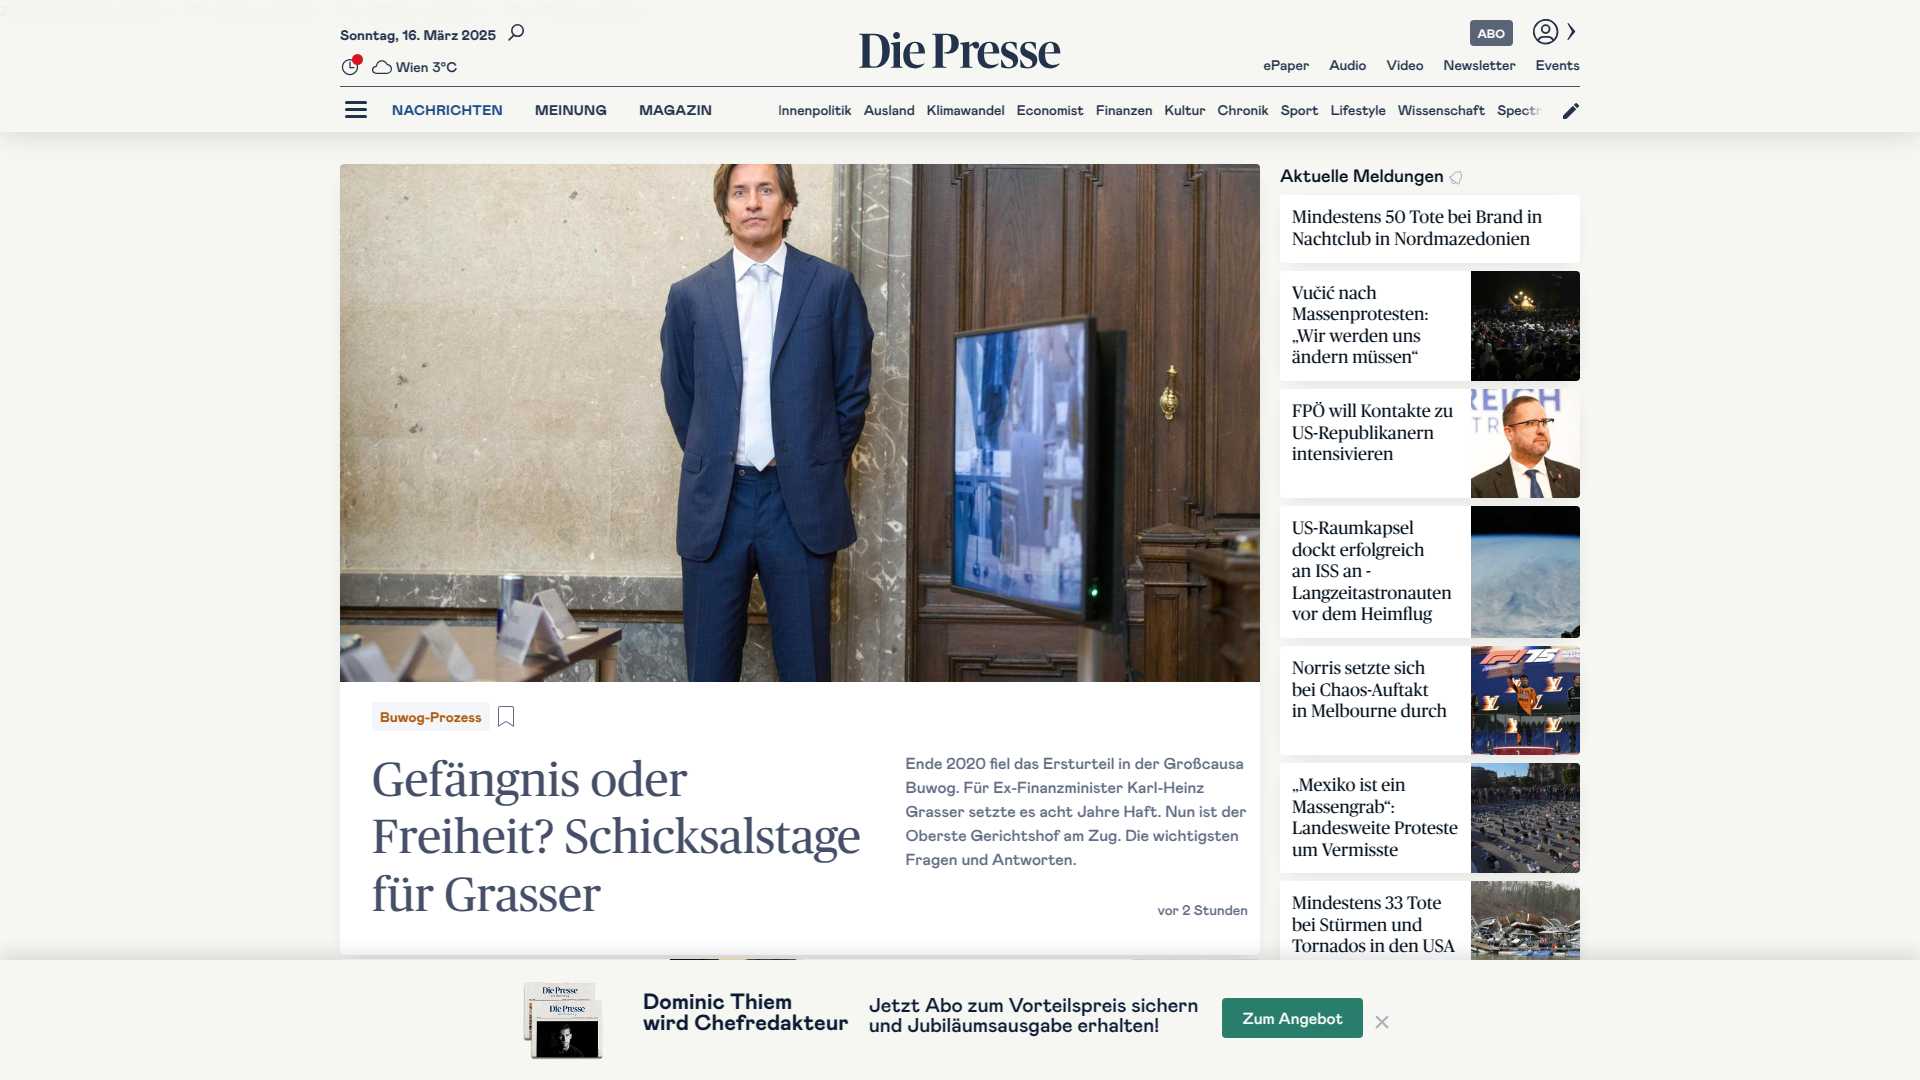 Sonntag, 16. März 2025
Wien 3°C
Die Presse
ABO
ePaper Audio Video Newsletter Events
NACHRICHTEN MEINUNG MAGAZIN
Innenpolitik Ausland Klimawandel Economist Finanzen Kultur Chronik Sport Lifestyle Wissenschaft Spectr
Buwog-Prozess
Gefängnis oder
Freiheit? Schicksalstage
für Grasser
Ende 2020 fiel das Ersturteil in der Großcausa
Buwog. Für Ex-Finanzminister Karl-Heinz
Grasser setzte es acht Jahre Haft. Nun ist der
Oberste Gerichtshof am Zug. Die wichtigsten
Fragen und Antworten.
vor 2 Stunden
Aktuelle Meldungen
Mindestens 50 Tote bei Brand in
Nachtclub in Nordmazedonien
Vučić nach
Massenprotesten:
„Wir werden uns
ändern müssen“
FPÖ will Kontakte zu
US-Republikanern
intensivieren
REICH
TR
US-Raumkapsel
dockt erfolgreich
an ISS an -
Langzeitastronauten
vor dem Heimflug
Norris setzte sich
bei Chaos-Auftakt
in Melbourne durch
F1 75
„Mexiko ist ein
Massengrab“:
Landesweite Proteste
um Vermisste
Mindestens 33 Tote
bei Stürmen und
Tornados in den USA
Die Presse
Die Presse
Dominic Thiem
wird Chefredakteur
Jetzt Abo zum Vorteilspreis sichern
und Jubiläumsausgabe erhalten!
Zum Angebot